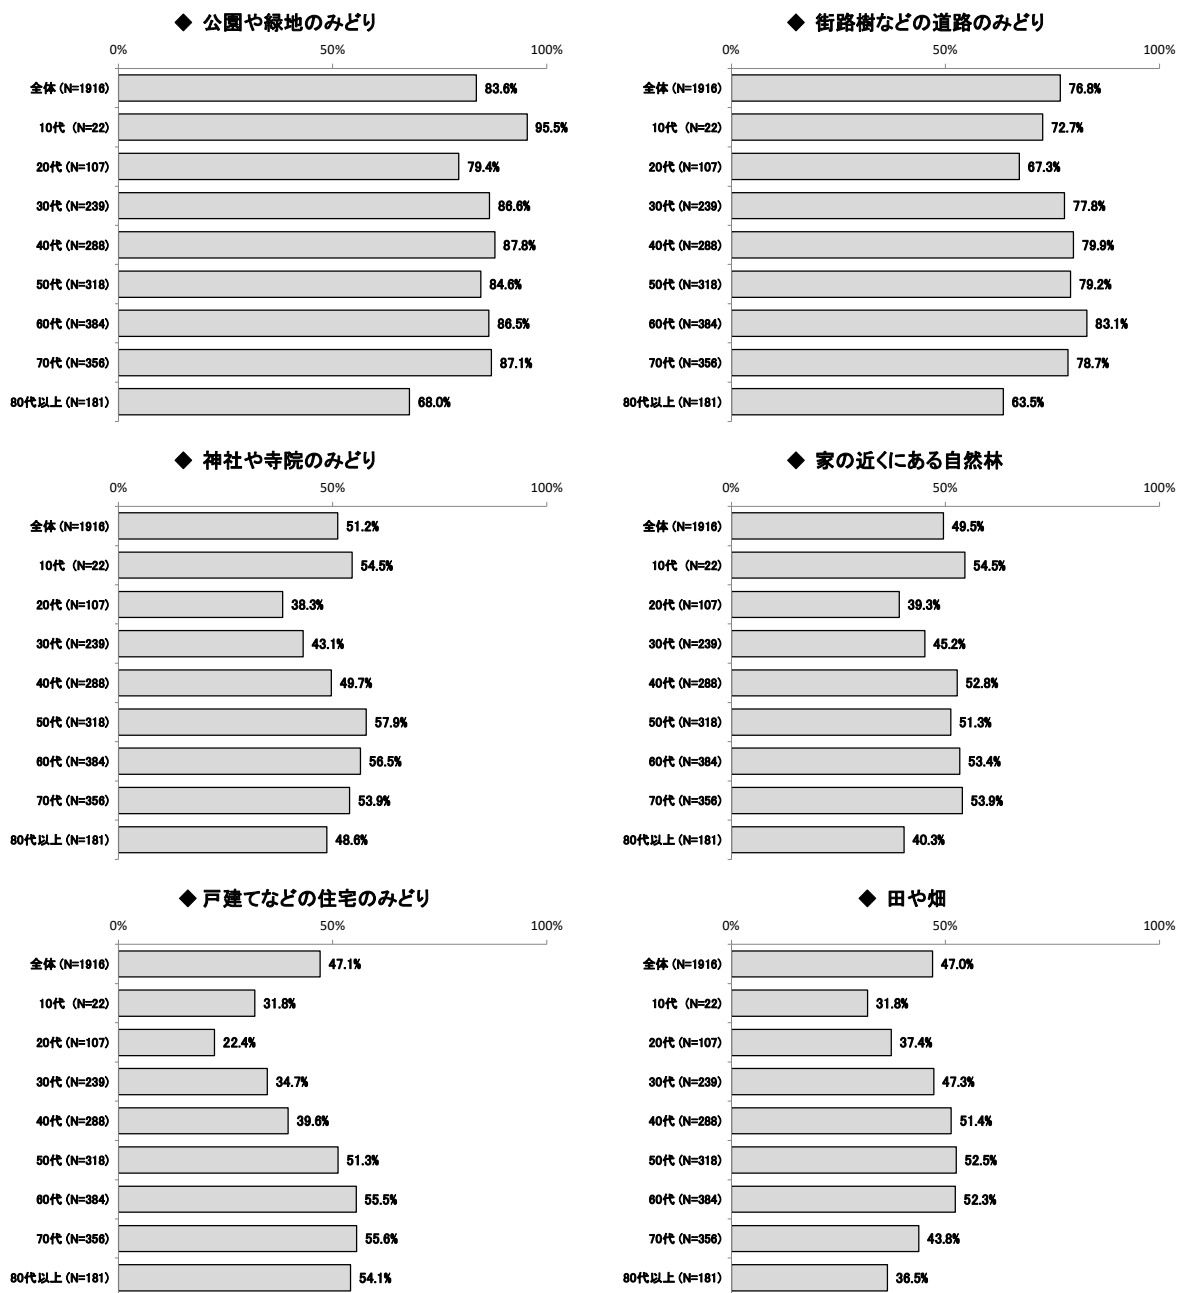 ◆ 公園や緑地のみどり
0% 50% 100%
全体 (N=1916) 83.6%
10代 (N=22) 95.5%
20代 (N=107) 79.4%
30代 (N=239) 86.6%
40代 (N=288) 87.8%
50代 (N=318) 84.6%
60代 (N=384) 86.5%
70代 (N=356) 87.1%
80代以上 (N=181) 68.0%
◆ 街路樹などの道路のみどり
0% 50% 100%
全体 (N=1916) 76.8%
10代 (N=22) 72.7%
20代 (N=107) 67.3%
30代 (N=239) 77.8%
40代 (N=288) 79.9%
50代 (N=318) 79.2%
60代 (N=384) 83.1%
70代 (N=356) 78.7%
80代以上 (N=181) 63.5%
◆ 神社や寺院のみどり
0% 50% 100%
全体 (N=1916) 51.2%
10代 (N=22) 54.5%
20代 (N=107) 38.3%
30代 (N=239) 43.1%
40代 (N=288) 49.7%
50代 (N=318) 57.9%
60代 (N=384) 56.5%
70代 (N=356) 53.9%
80代以上 (N=181) 48.6%
◆ 家の近くにある自然林
0% 50% 100%
全体 (N=1916) 49.5%
10代 (N=22) 54.5%
20代 (N=107) 39.3%
30代 (N=239) 45.2%
40代 (N=288) 52.8%
50代 (N=318) 51.3%
60代 (N=384) 53.4%
70代 (N=356) 53.9%
80代以上 (N=181) 40.3%
◆ 戸建てなどの住宅のみどり
0% 50% 100%
全体 (N=1916) 47.1%
10代 (N=22) 31.8%
20代 (N=107) 22.4%
30代 (N=239) 34.7%
40代 (N=288) 39.6%
50代 (N=318) 51.3%
60代 (N=384) 55.5%
70代 (N=356) 55.6%
80代以上 (N=181) 54.1%
◆ 田や畑
0% 50% 100%
全体 (N=1916) 47.0%
10代 (N=22) 31.8%
20代 (N=107) 37.4%
30代 (N=239) 47.3%
40代 (N=288) 51.4%
50代 (N=318) 52.5%
60代 (N=384) 52.3%
70代 (N=356) 43.8%
80代以上 (N=181) 36.5%